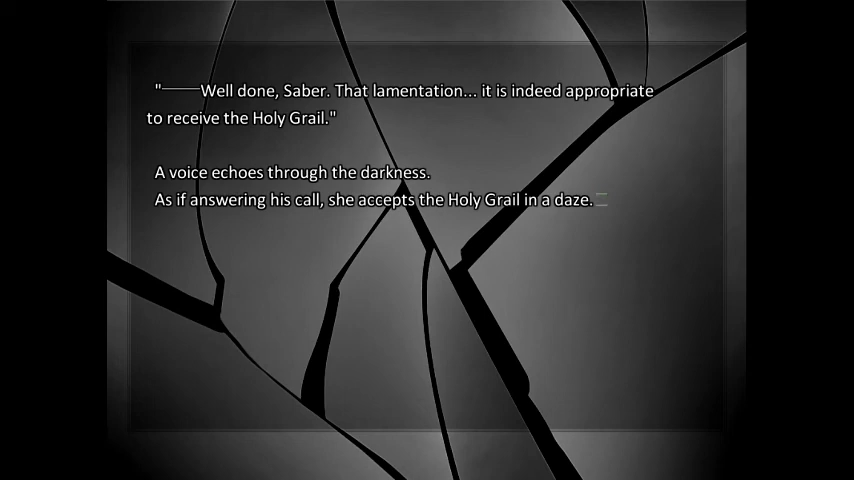 "———Well done, Saber. That lamentation... it is indeed appropriate
to receive the Holy Grail."
A voice echoes through the darkness.
As if answering his call, she accepts the Holy Grail in a daze.